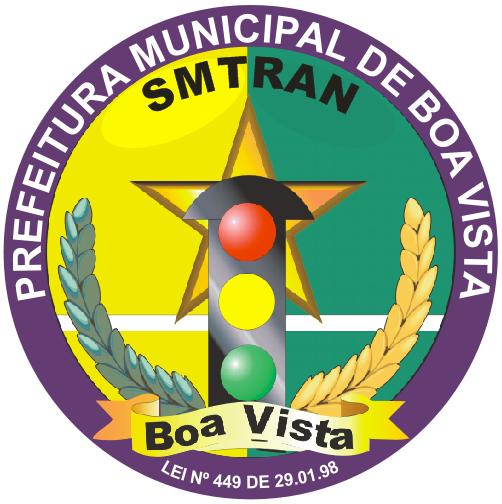 PREFEITURA MUNICIPAL DE BOA VISTA
SMTRAN
Boa Vista
LEI Nº 449 DE 29.01.98